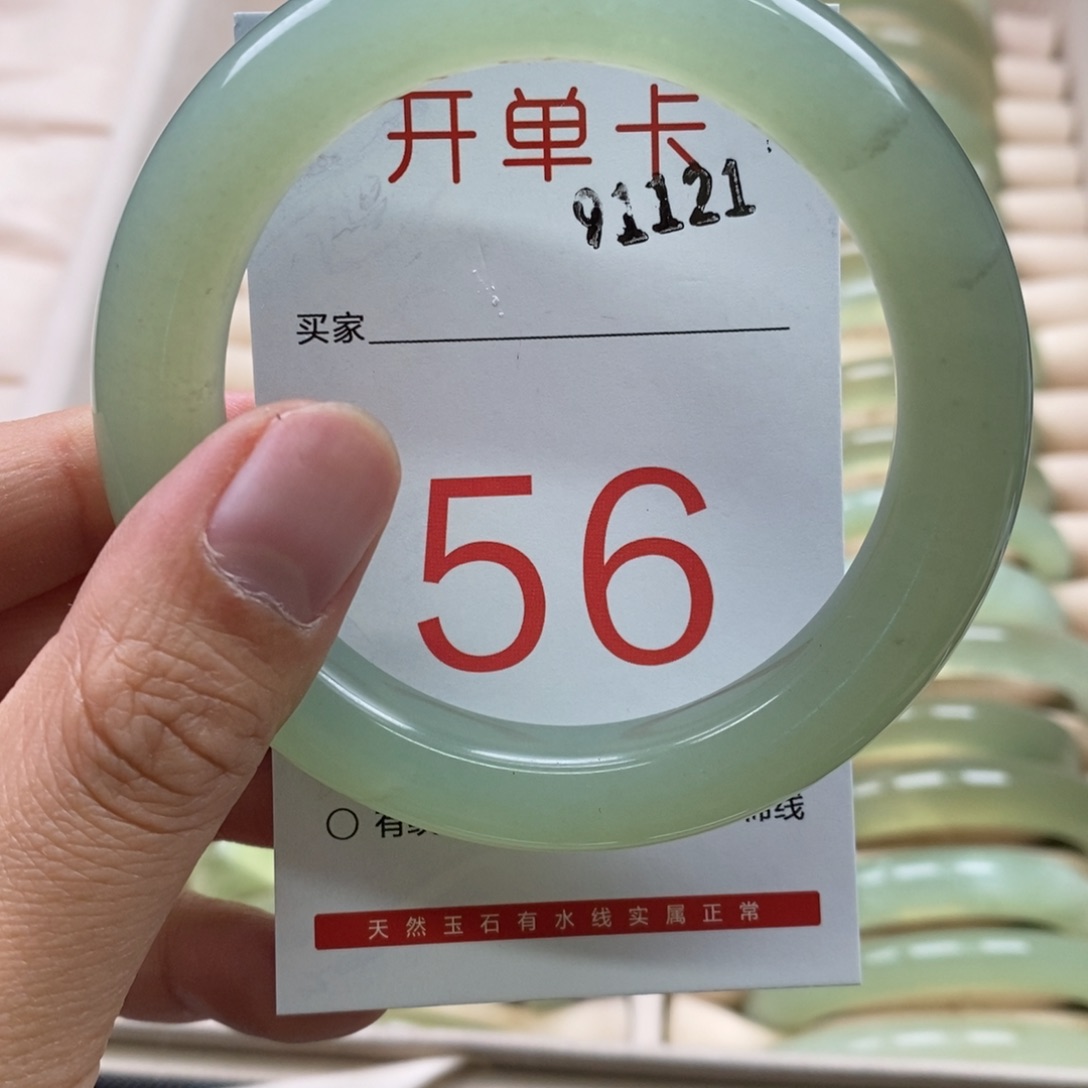 开单卡
91121
买家
56
有纹
线
天然玉石有水线实属正常